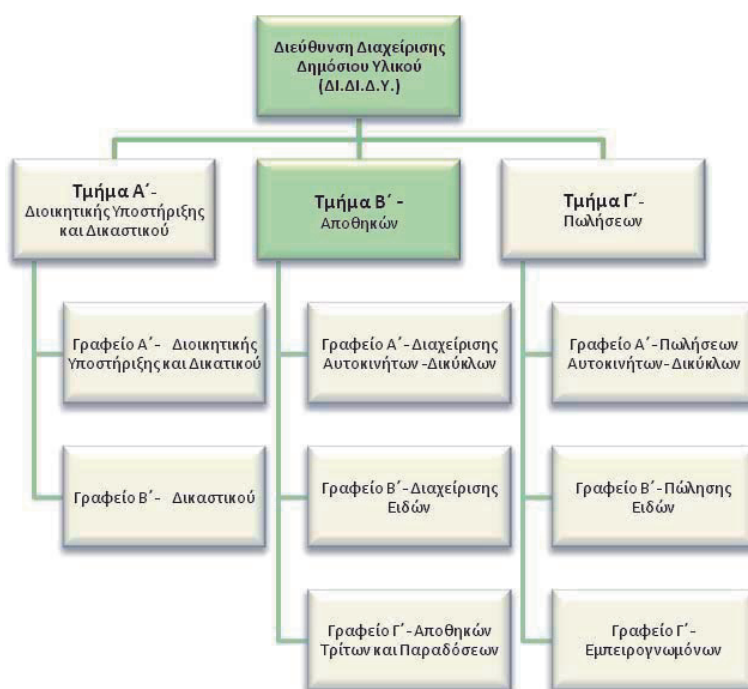 Διεύθυνση Διαχείρισης
Δημόσιου Υλικού
(ΔΙ.ΔΙ.Δ.Υ.)
Τμήμα Α΄-
Διοικητικής Υποστήριξης
και Δικαστικού
Τμήμα Β΄ -
Αποθηκών
Τμήμα Γ΄-
Πωλήσεων
Γραφείο Α΄- Διοικητικής
Υποστήριξης και Δικατικού
Γραφείο Β΄- Δικαστικού
Γραφείο Α΄-Διαχείρισης
Αυτοκινήτων -Δικύκλων
Γραφείο Β΄-Διαχείρισης
Ειδών
Γραφείο Γ΄-Αποθηκών
Τρίτων και Παραδόσεων
Γραφείο Α΄-Πωλήσεων
Αυτοκινήτων-Δικύκλων
Γραφείο Β΄-Πώλησης
Ειδών
Γραφείο Γ΄-
Εμπειρογνωμόνων